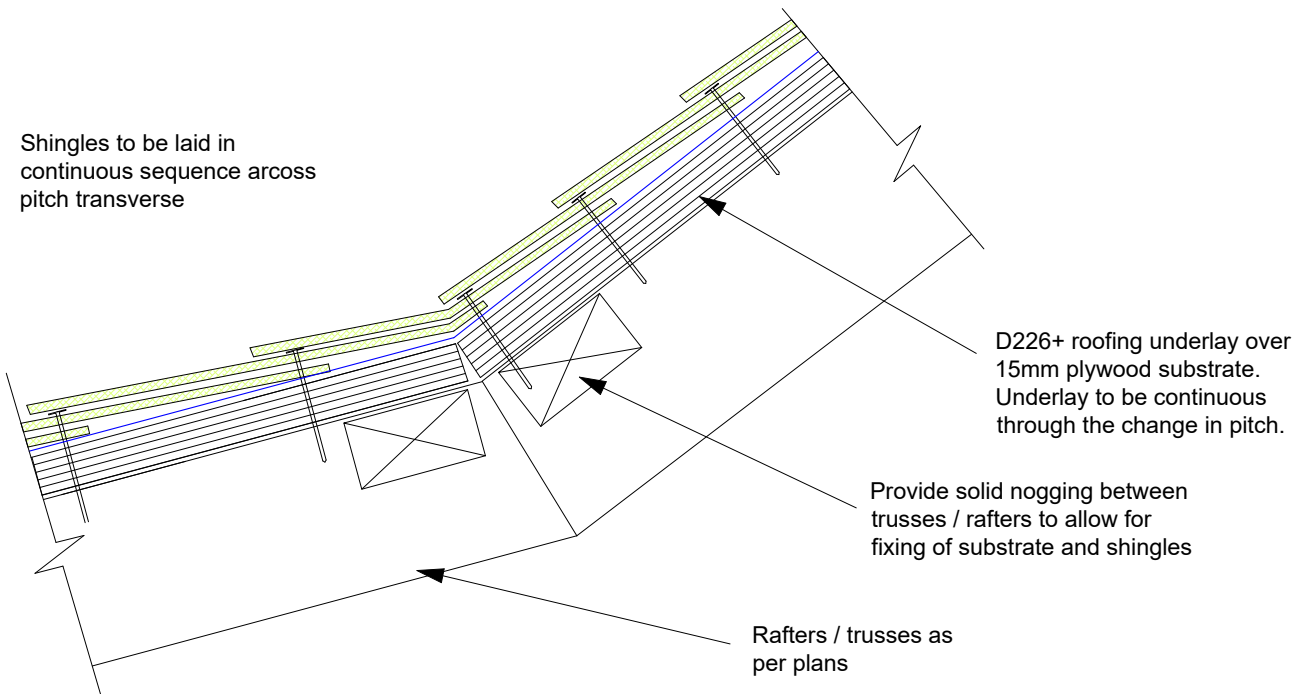 Shingles to be laid in
continuous sequence arcoss
pitch transverse
D226+ roofing underlay over
15mm plywood substrate.
Underlay to be continuous
through the change in pitch.
Provide solid nogging between
trusses / rafters to allow for
fixing of substrate and shingles
Rafters / trusses as
per plans